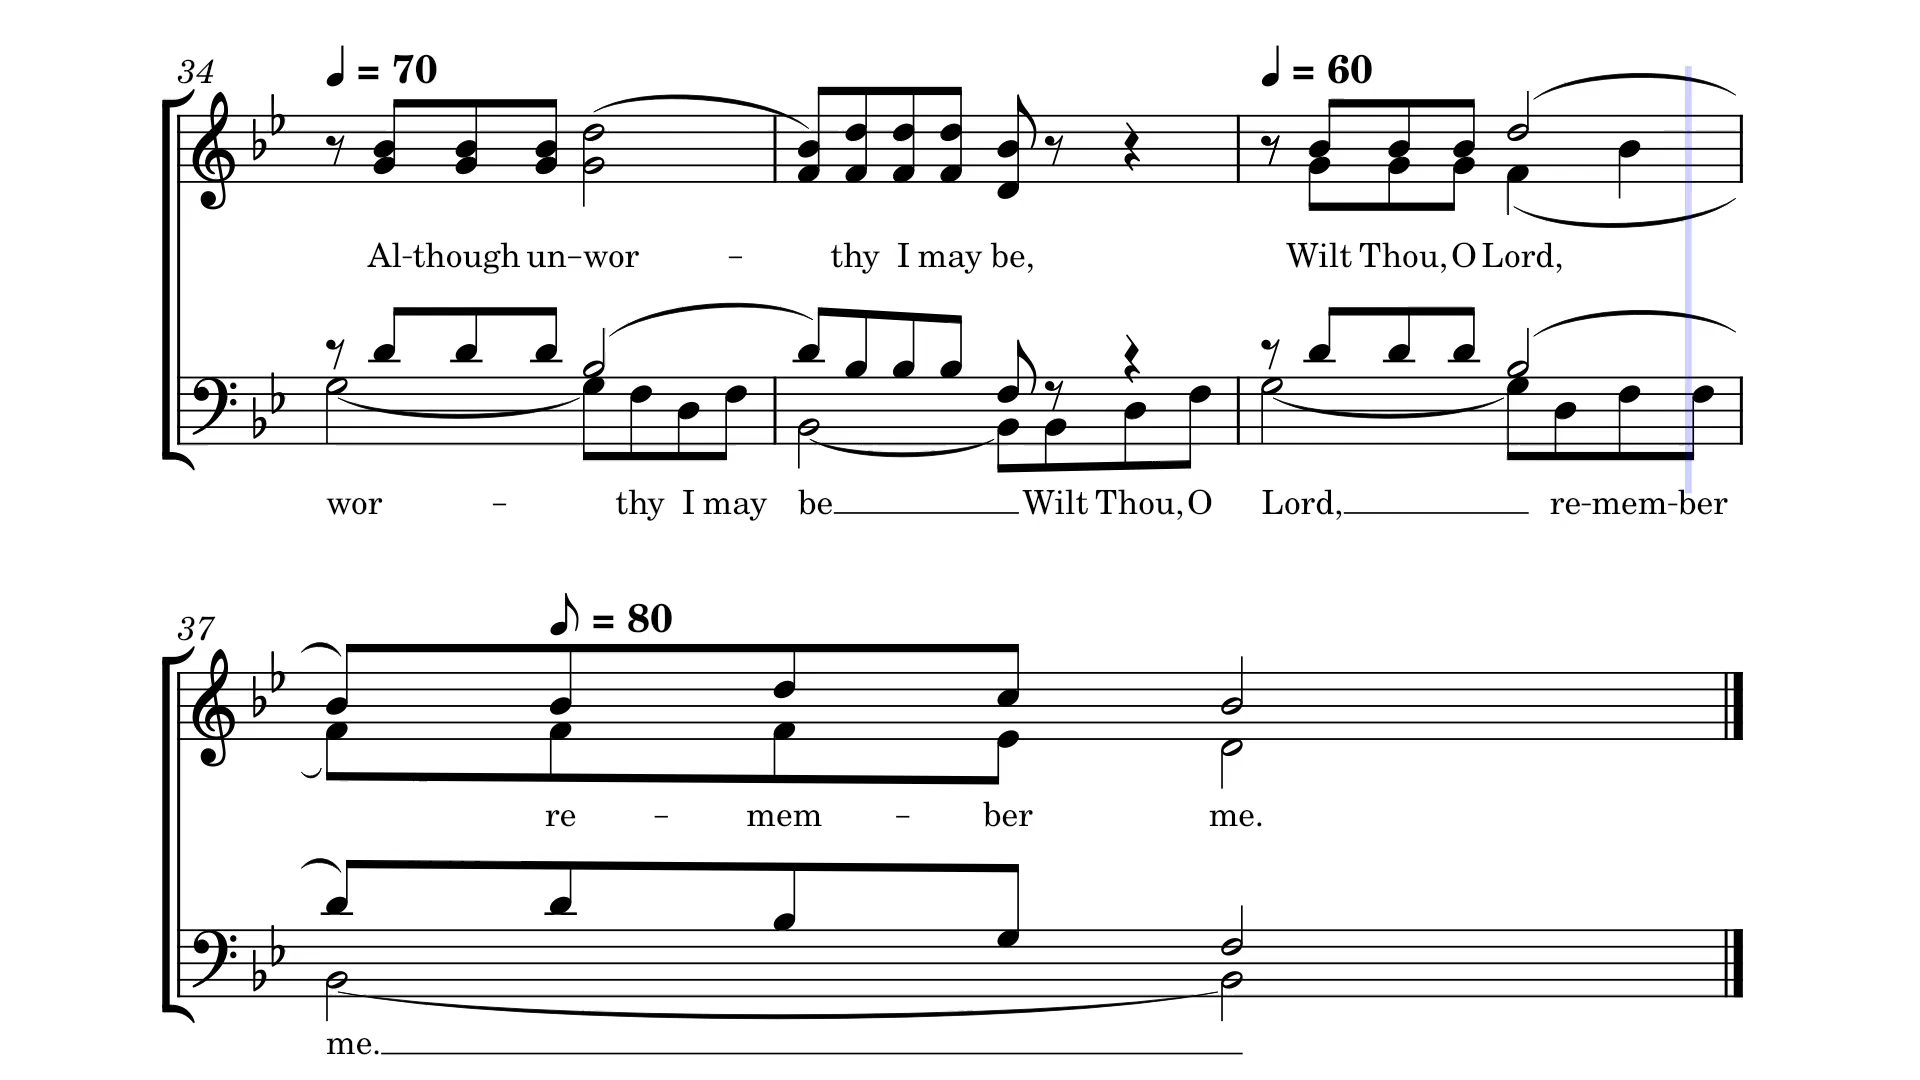 34 ♩ = 70 ♩ = 60
Al-though un-wor - thy I may be, Wilt Thou, O Lord,
wor - thy I may be Wilt Thou, O Lord, re-mem-ber
37 ♪ = 80
re - mem - ber me.
me.